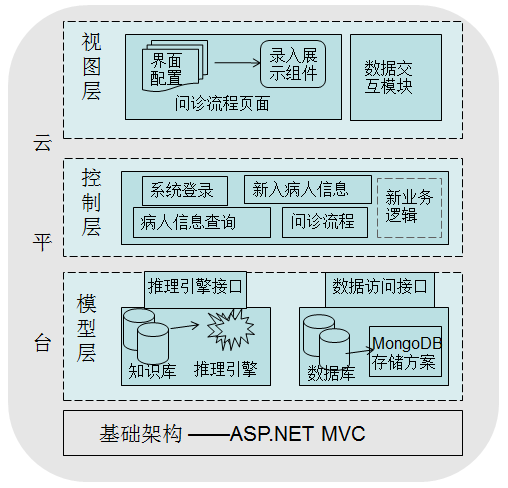 云
平
台
视
图
层
界面
配置
录入展
示组件
问诊流程页面
数据交
互模块
控
制
层
系统登录
新入病人信息
病人信息查询
问诊流程
新业务
逻辑
模
型
层
推理引擎接口
知识库
推理引擎
数据访问接口
数据库
MongoDB
存储方案
基础架构 ——ASP.NET MVC